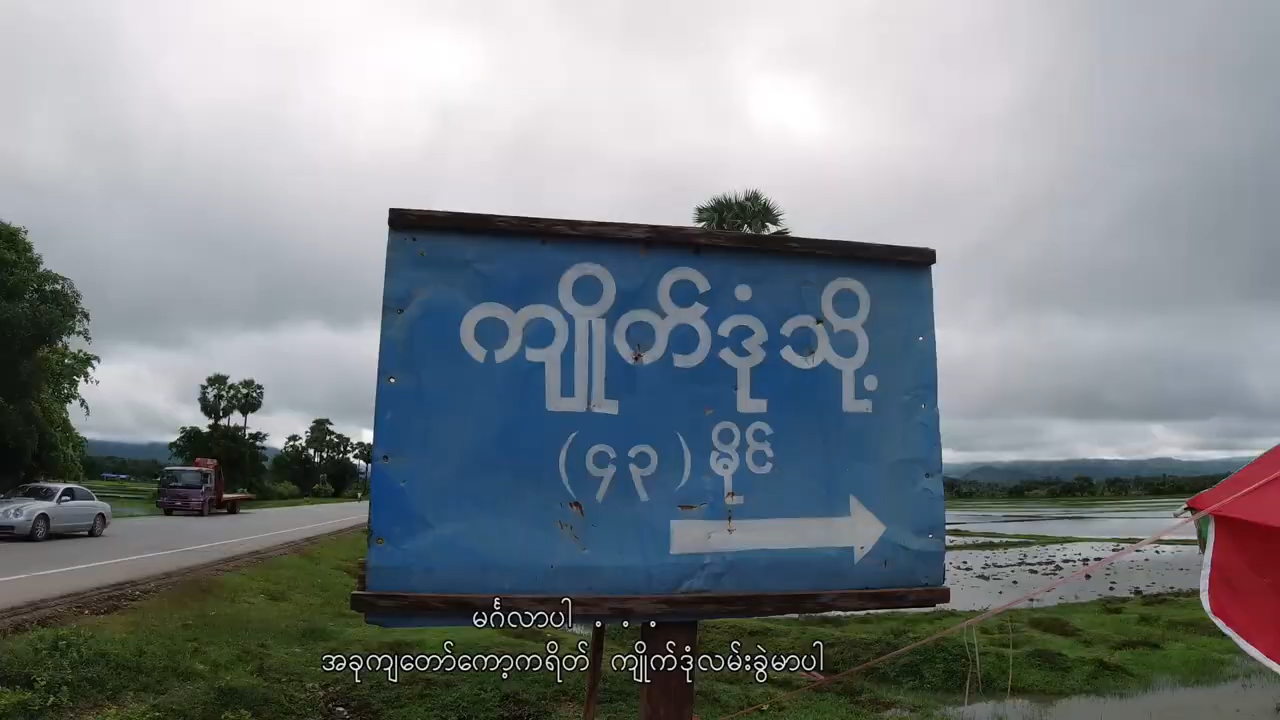 ကျိုတ်ဒုံသို့
(၄၃) မိုင်
မင်္ဂလာပါ . . .
အခုကျတော်ကော့ကရိတ် ကျိုက်ဒုံလမ်းခွဲမာပါ